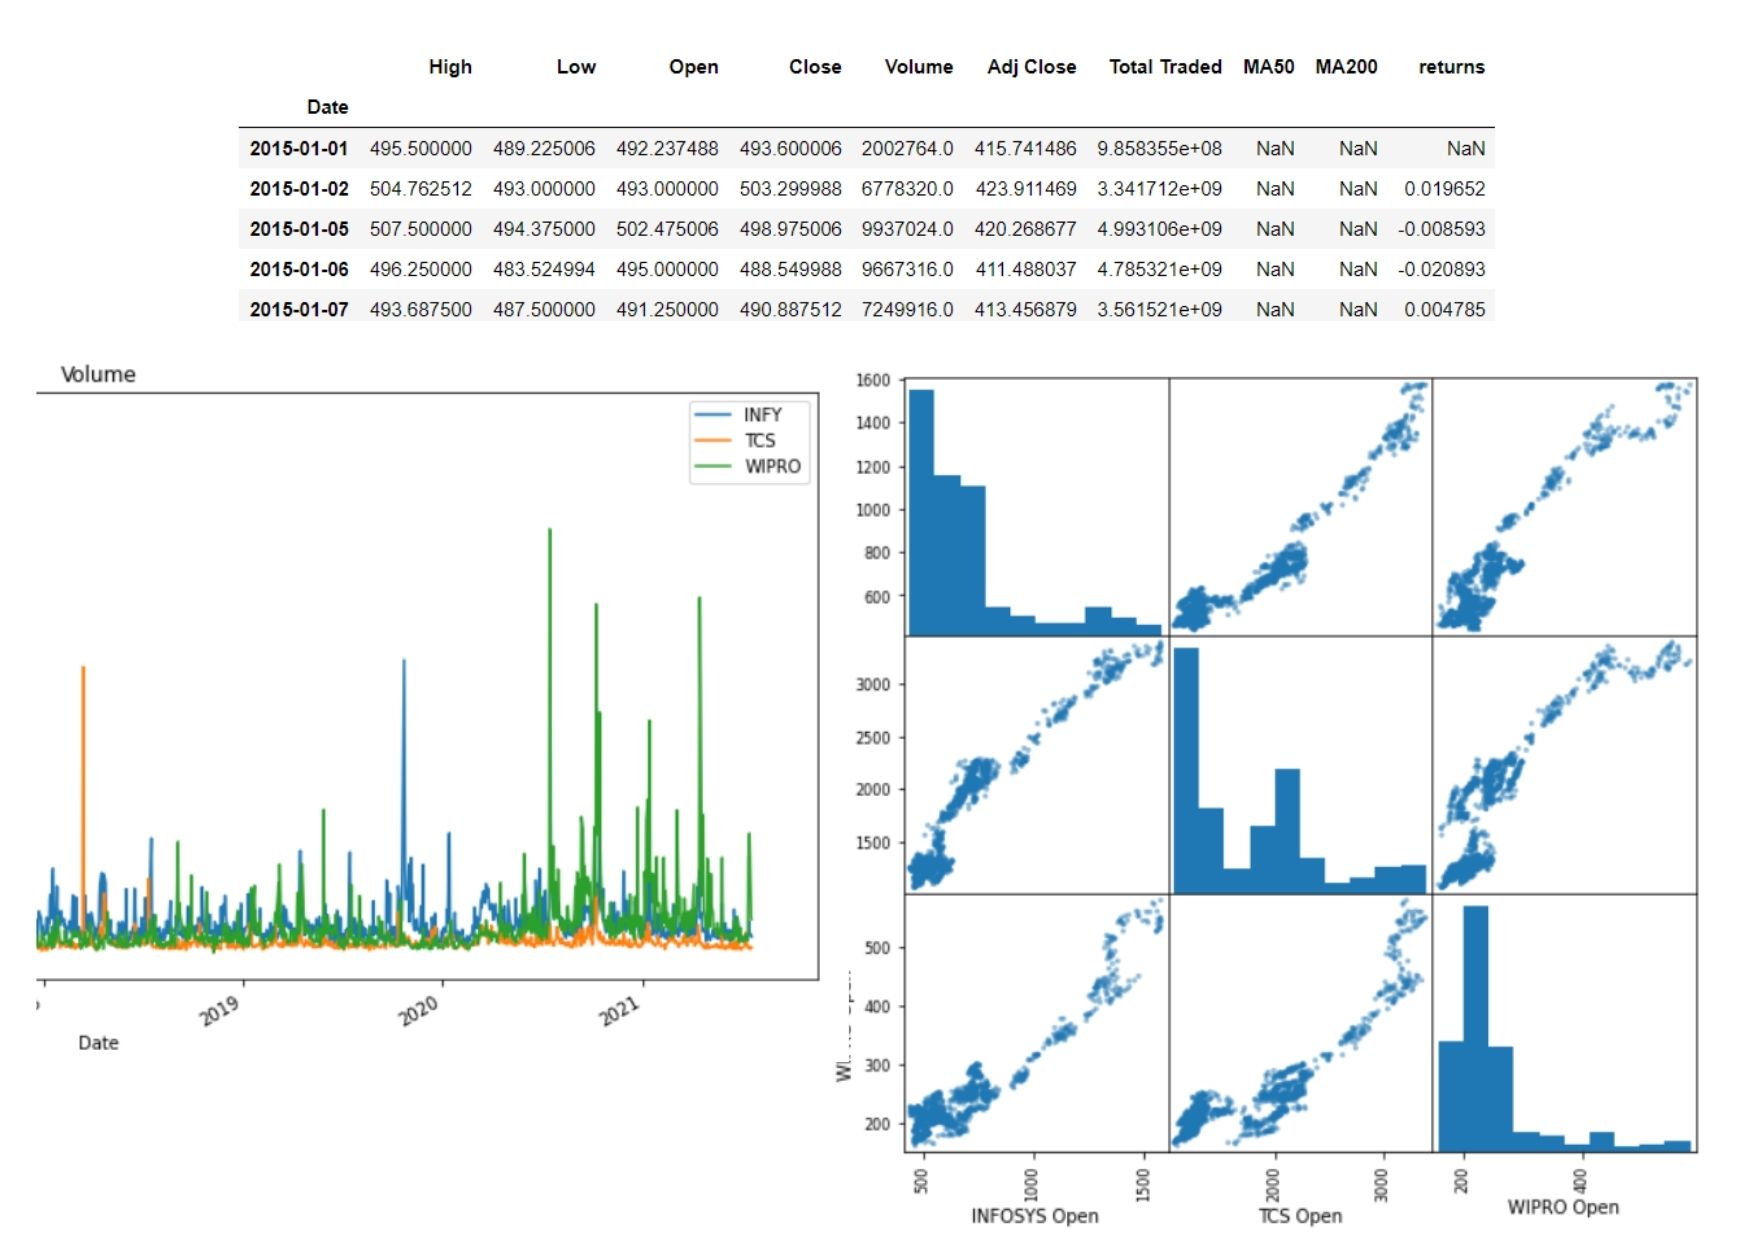 High Low Open Close Volume Adj Close Total Traded MA50 MA200 returns
Date
2015-01-01 495.500000 489.225006 492.237488 493.600006 2002764.0 415.741486 9.858355e+08 NaN NaN NaN
2015-01-02 504.762512 493.000000 493.000000 503.299988 6778320.0 423.911469 3.341712e+09 NaN NaN 0.019652
2015-01-05 507.500000 494.375000 502.475006 498.975006 9937024.0 420.268677 4.993106e+09 NaN NaN -0.008593
2015-01-06 496.250000 483.524994 495.000000 488.549988 9667316.0 411.488037 4.785321e+09 NaN NaN -0.020893
2015-01-07 493.687500 487.500000 491.250000 490.887512 7249916.0 413.456879 3.561521e+09 NaN NaN 0.004785
Volume
INFY
TCS
WIPRO
2019 2020 2021
Date
1600
1400
1200
1000
800
600
3000
2500
2000
1500
500
400
300
200
500 1000 1500 2000 3000 200 400
INFOSYS Open TCS Open WIPRO Open